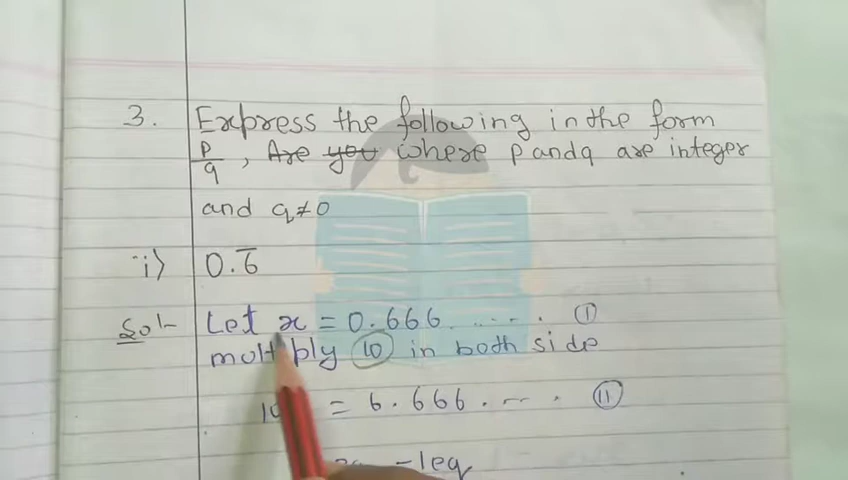 3. Express the following in the form
p/q, Are you where p and q are integer
and q≠0
i) 0.6̅
Sol- Let x = 0.666....... (1)
multiply (10) in both side
= 6.666..... (11)
-leq